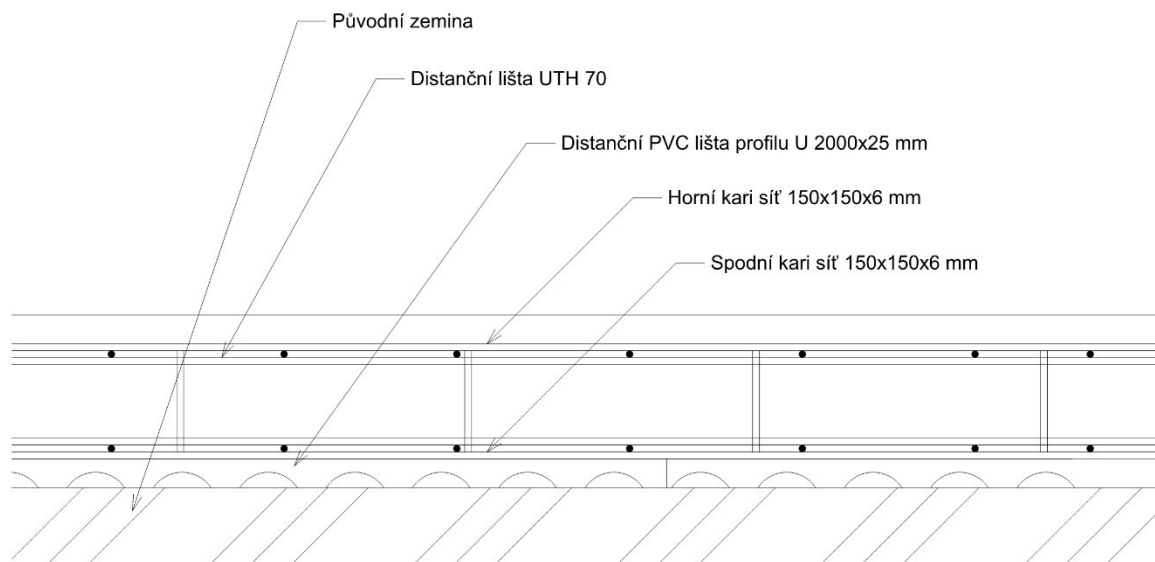 Původní zemina
Distanční lišta UTH 70
Distanční PVC lišta profilu U 2000x25 mm
Horní kari síť 150x150x6 mm
Spodní kari síť 150x150x6 mm